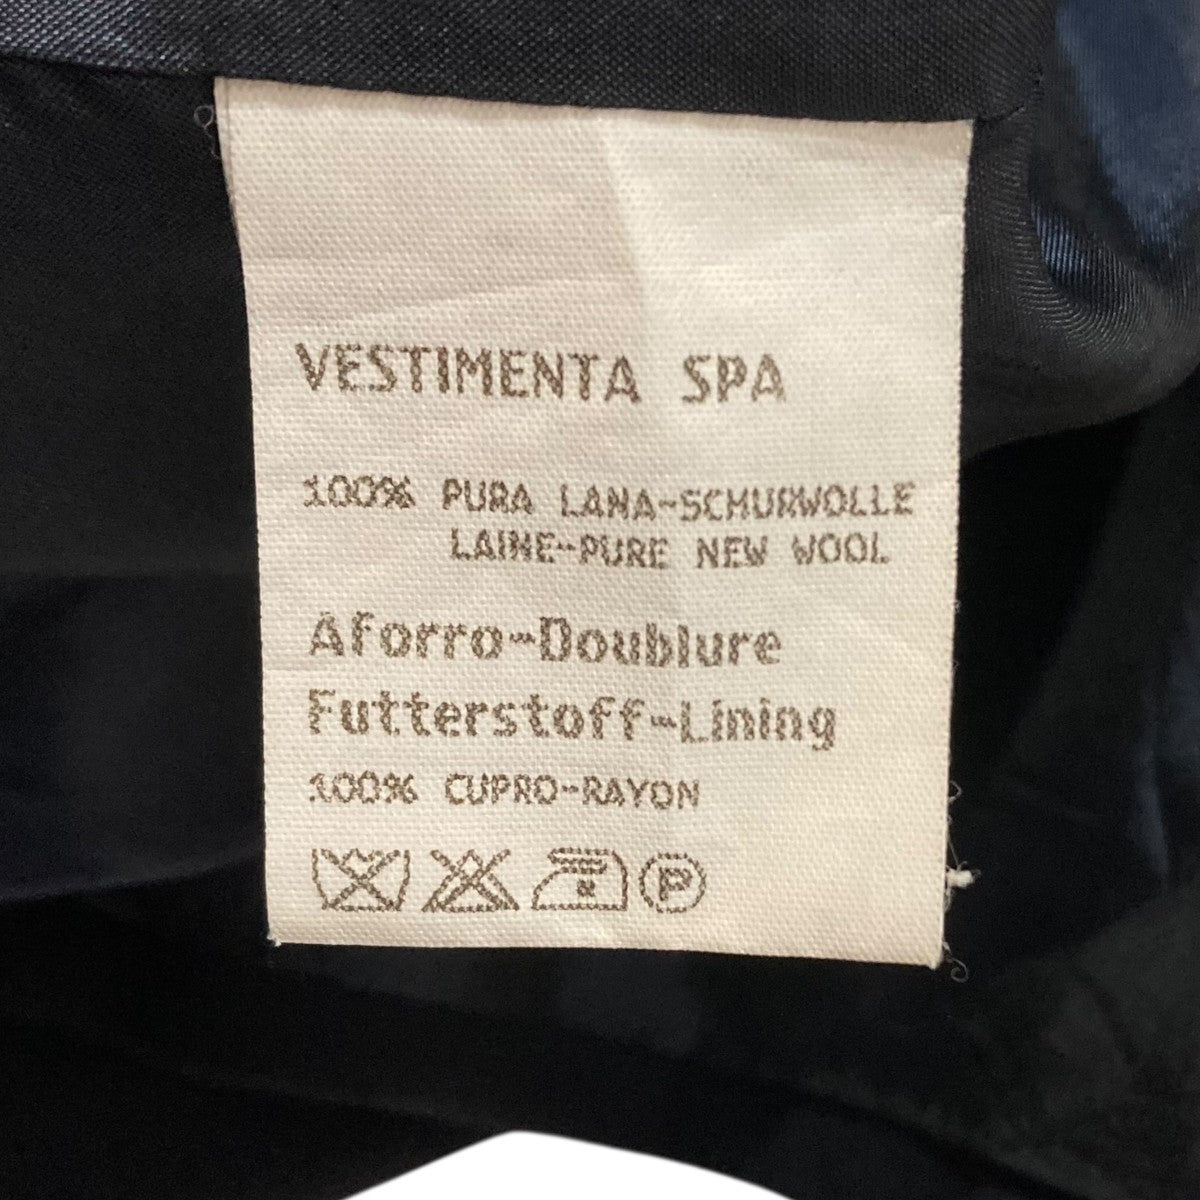 VESTIMENTA SPA
100% PURA LANA-SCHURWOLLE
LAINE-PURE NEW WOOL
Aforro-Doublure
Futterstoff-Lining
100% CUPRO-RAYON
P